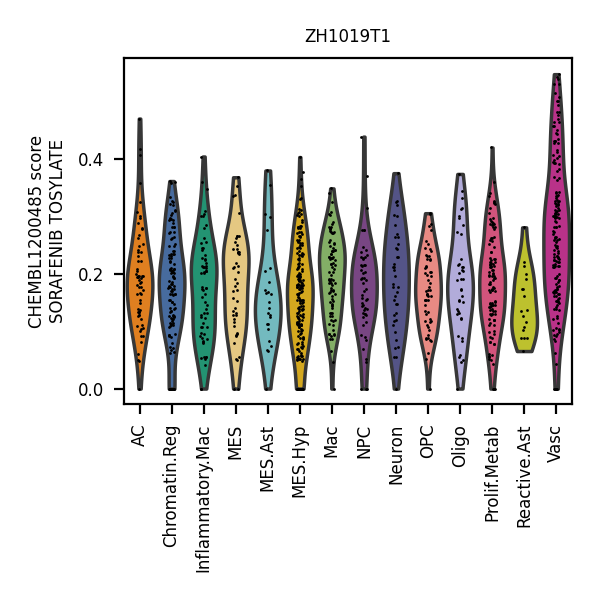 ZH1019T1
CHEMBL1200485 score
SORAFENIB TOSYLATE
0.4
0.2
0.0
AC
Chromatin.Reg
Inflammatory.Mac
MES
MES.Ast
MES.Hyp
Mac
NPC
Neuron
OPC
Oligo
Prolif.Metab
Reactive.Ast
Vasc